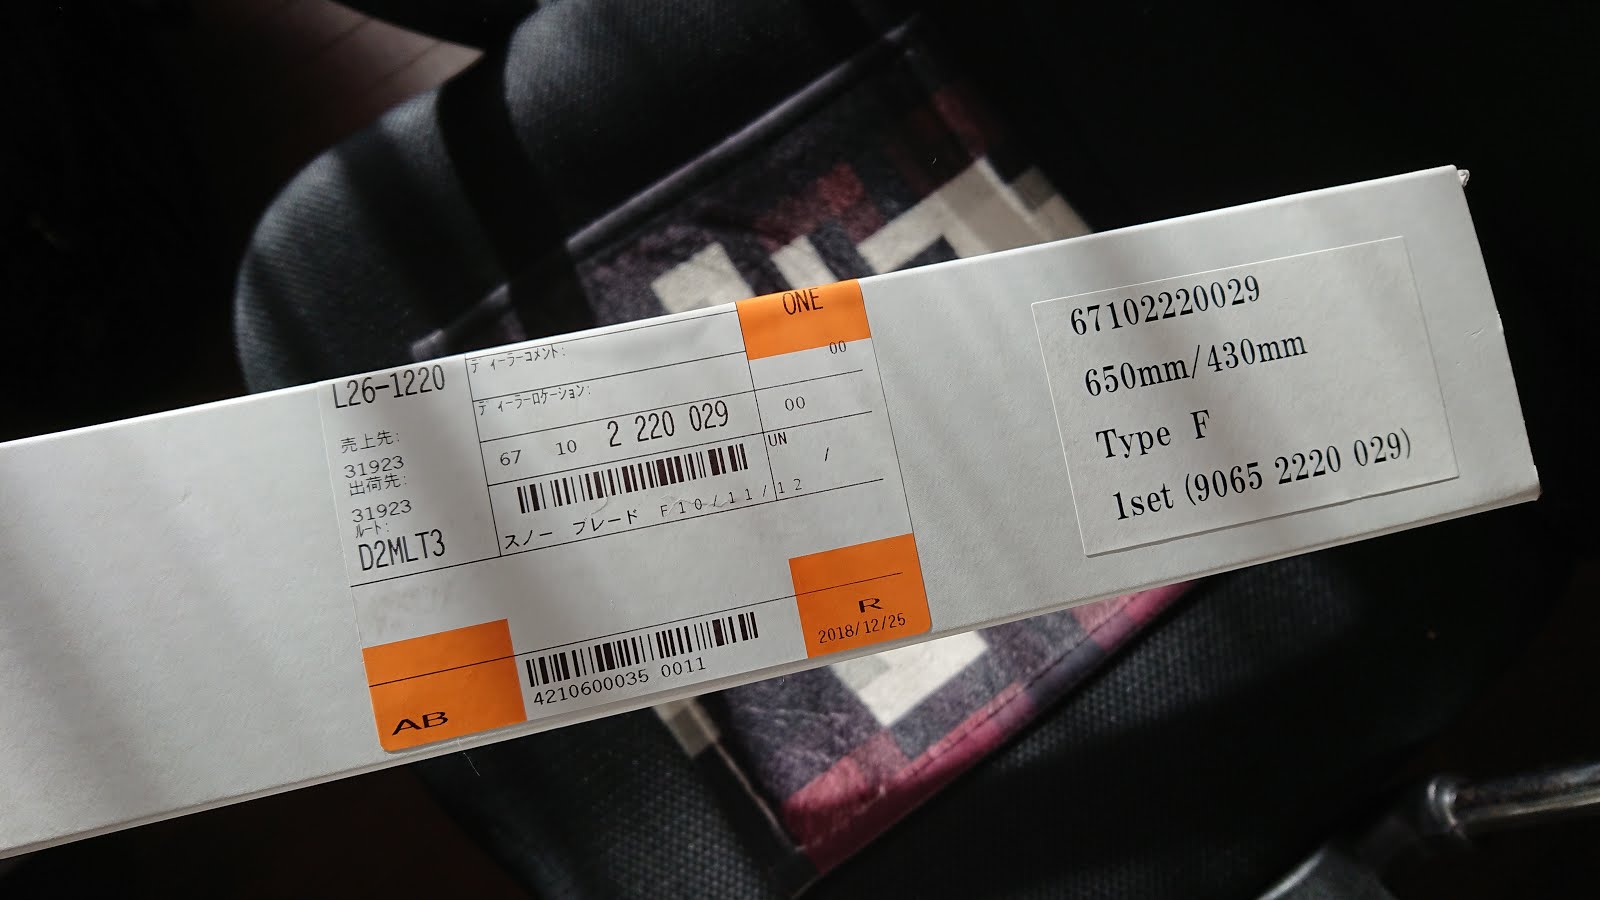 L26-1220
売上先:
31923
出荷先:
31923
ルート:
D2MLT3
ディーラーコメント:
ディーラーロケーション:
67 10 2 220 029
スノー ブレード F10/11/12
ONE
00
00
UN
/
AB
4210600035 0011
R
2018/12/25
67102220029
650mm/430mm
Type F
1set (9065 2220 029)